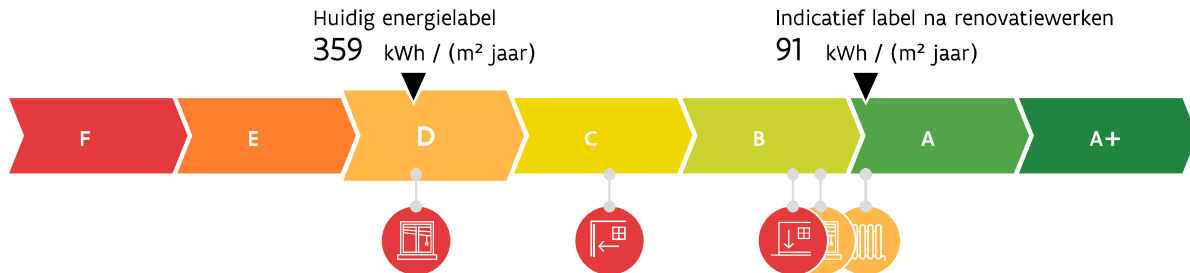 Huidig energielabel
359 kWh / (m² jaar)
Indicatief label na renovatiewerken
91 kWh / (m² jaar)
F E D C B A A+